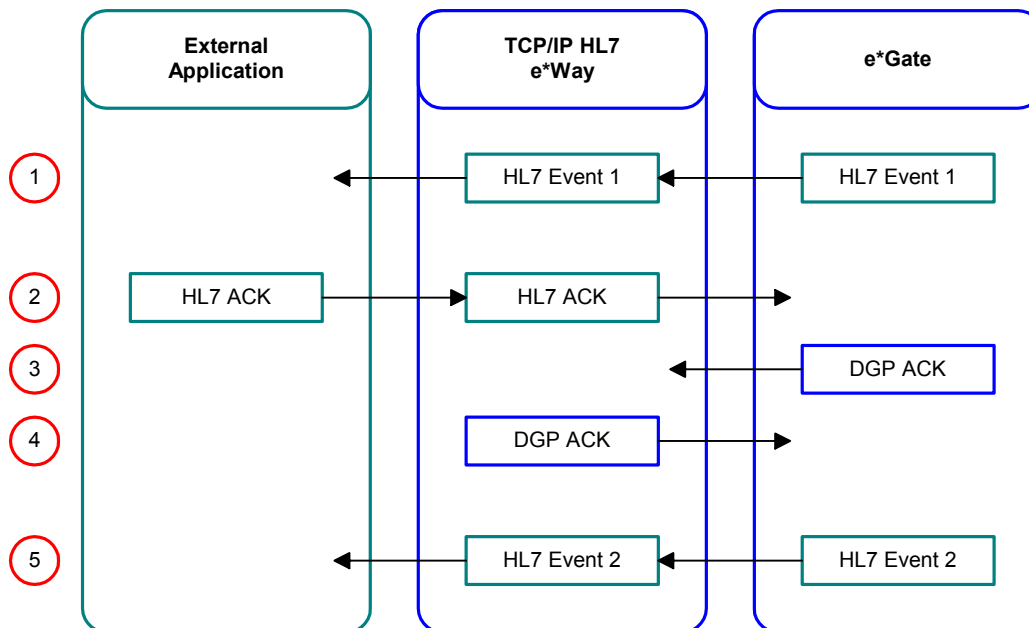 External
Application
TCP/IP HL7
e*Way
e*Gate
1
HL7 Event 1
HL7 Event 1
2
HL7 ACK
HL7 ACK
3
DGP ACK
4
DGP ACK
5
HL7 Event 2
HL7 Event 2